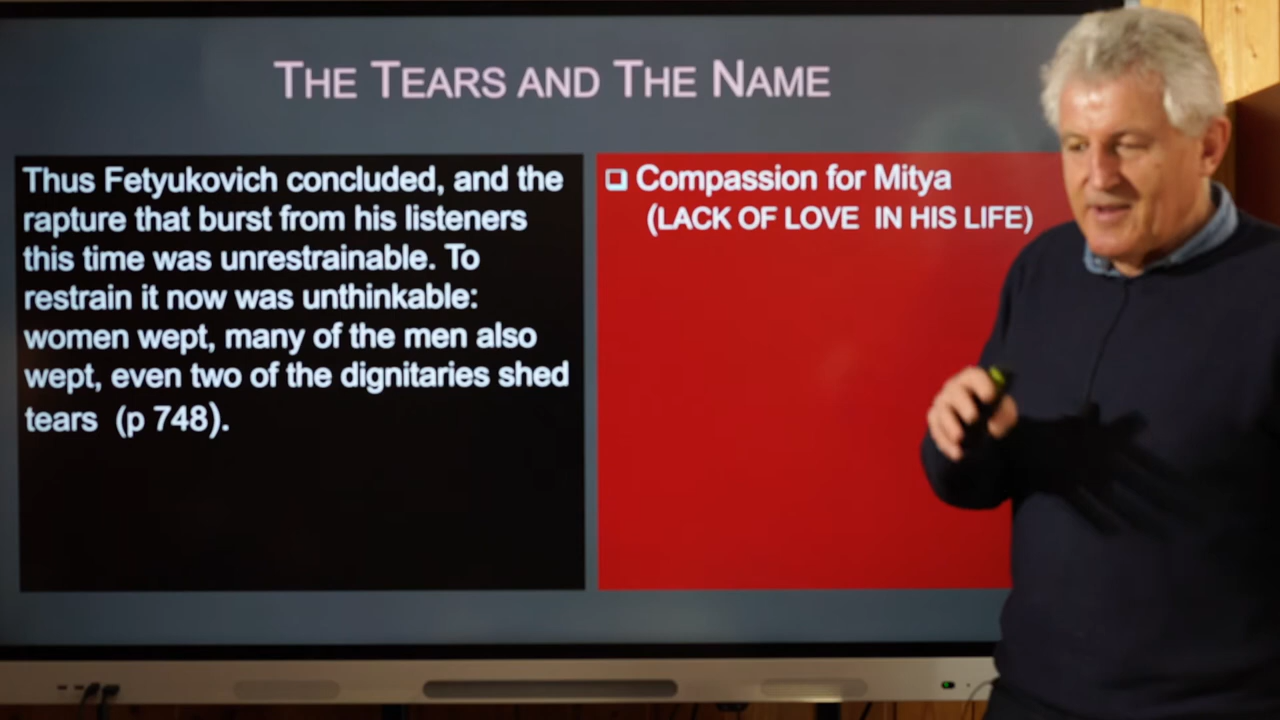 THE TEARS AND THE NAME
Thus Fetyukovich concluded, and the
rapture that burst from his listeners
this time was unrestrainable. To
restrain it now was unthinkable:
women wept, many of the men also
wept, even two of the dignitaries shed
tears (p 748).
Compassion for Mitya
(LACK OF LOVE IN HIS LIFE)